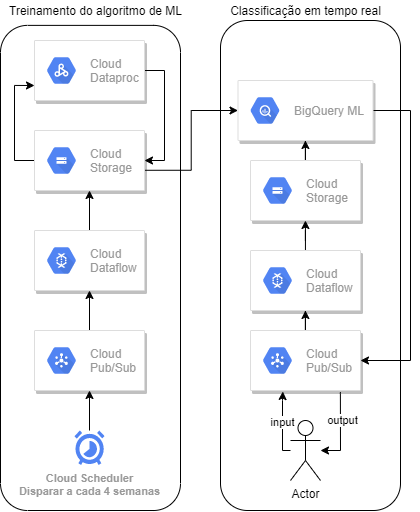 Treinamento do algoritmo de ML
Cloud
Dataproc
Cloud
Storage
Cloud
Dataflow
Cloud
Pub/Sub
Cloud Scheduler
Disparar a cada 4 semanas
Classificação em tempo real
BigQuery ML
Cloud
Storage
Cloud
Dataflow
Cloud
Pub/Sub
input
output
Actor